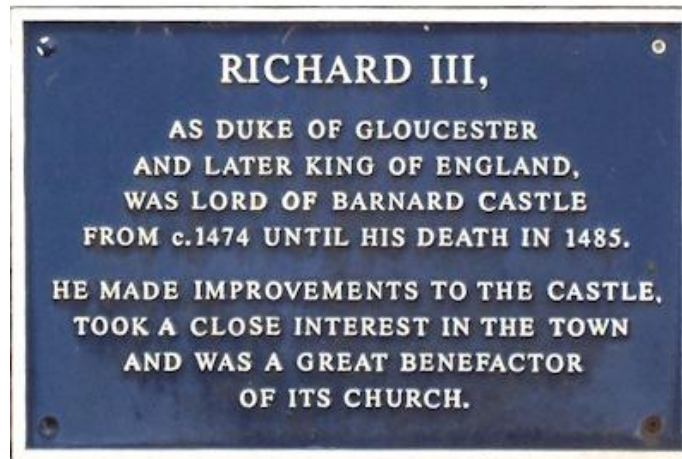 RICHARD III,
AS DUKE OF GLOUCESTER
AND LATER KING OF ENGLAND,
WAS LORD OF BARNARD CASTLE
FROM c.1474 UNTIL HIS DEATH IN 1485.
HE MADE IMPROVEMENTS TO THE CASTLE,
TOOK A CLOSE INTEREST IN THE TOWN
AND WAS A GREAT BENEFACTOR
OF ITS CHURCH.